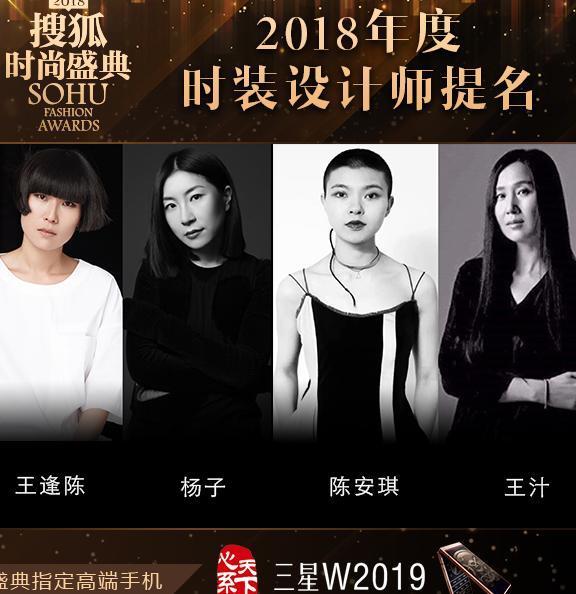 2018
搜狐
时尚盛典
SOHU
FASHION
AWARDS
2018年度
时装设计师提名
王逢陈
杨子
陈安琪
王汁
盛典指定高端手机
心系天下
三星W2019